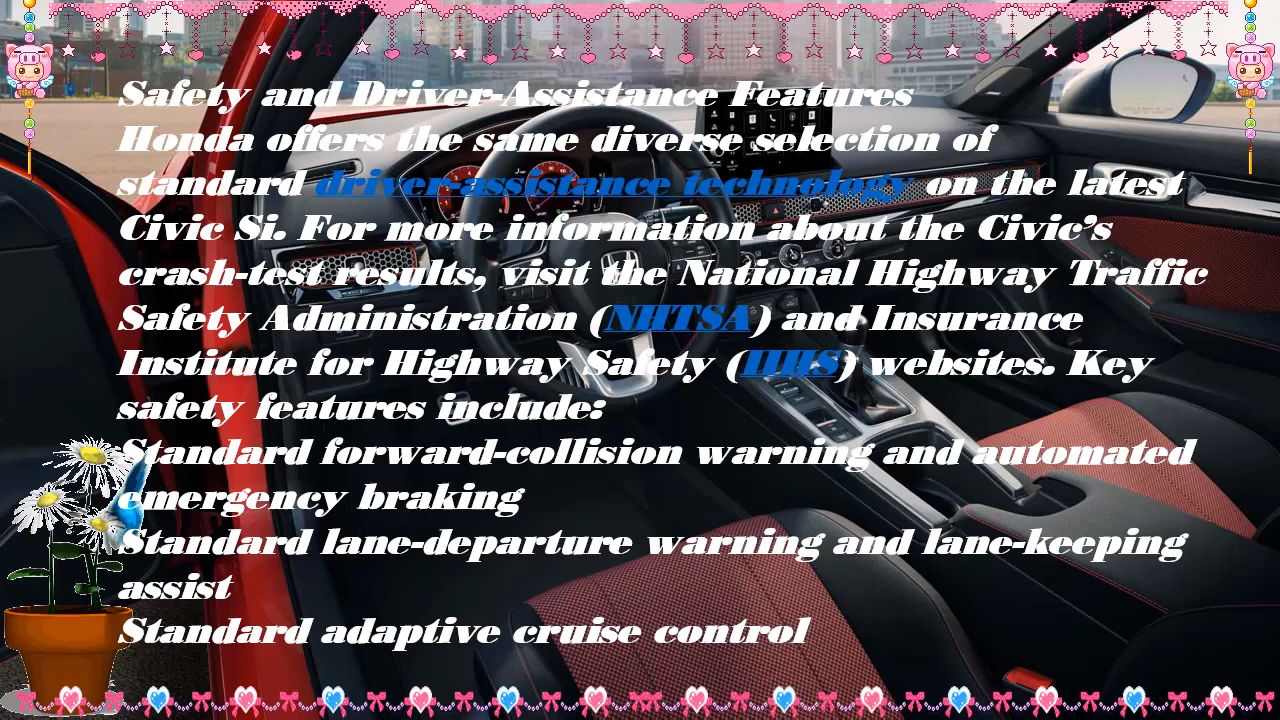 Safety and Driver-Assistance Features
Honda offers the same diverse selection of
standard driver-assistance technology on the latest
Civic Si. For more information about the Civic’s
crash-test results, visit the National Highway Traffic
Safety Administration (NHTSA) and Insurance
Institute for Highway Safety (IIHS) websites. Key
safety features include:
Standard forward-collision warning and automated
emergency braking
Standard lane-departure warning and lane-keeping
assist
Standard adaptive cruise control